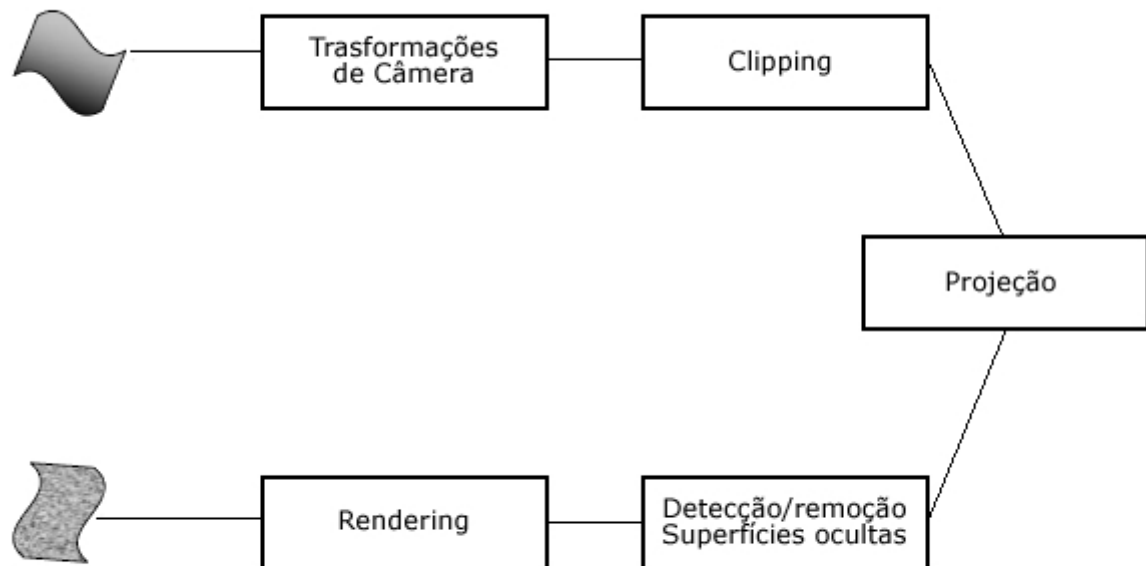 Trasformações
de Câmera
Clipping
Projeção
Rendering
Detecção/remoção
Superfícies ocultas